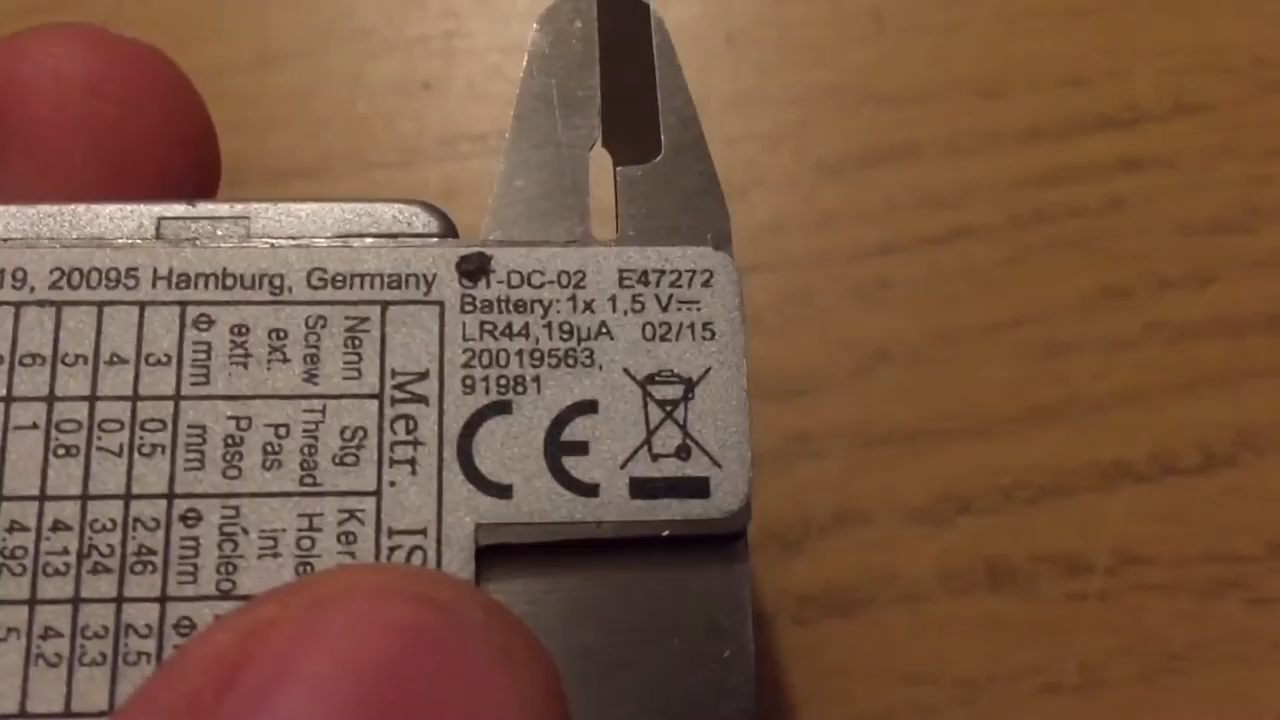 19, 20095 Hamburg, Germany
GT-DC-02 E47272
Battery: 1x 1,5 V
LR44,19µA 02/15
20019563,
91981
CE
Metr. IS
Nenn Stg Ker
Screw Thread Hole
ext. Pas int
extr. Paso núcleo
Φ mm mm Φ mm Φ
3 0.5 2.46 2.5
4 0.7 3.24 3.3
5 0.8 4.13 4.2
6 1 4.92 5